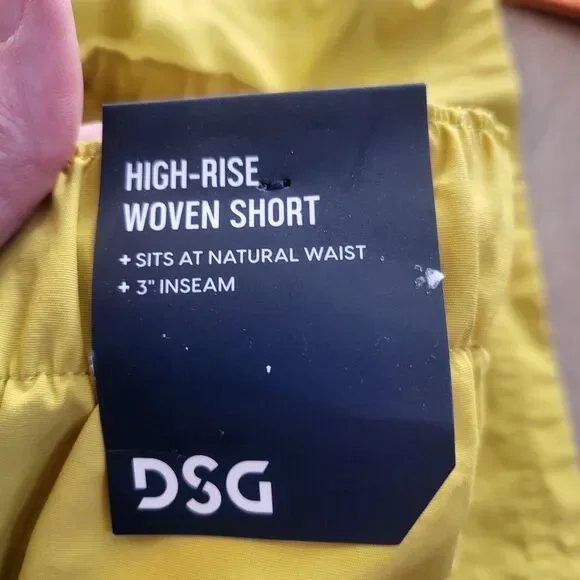 HIGH-RISE
WOVEN SHORT
+ SITS AT NATURAL WAIST
+ 3" INSEAM
DSG